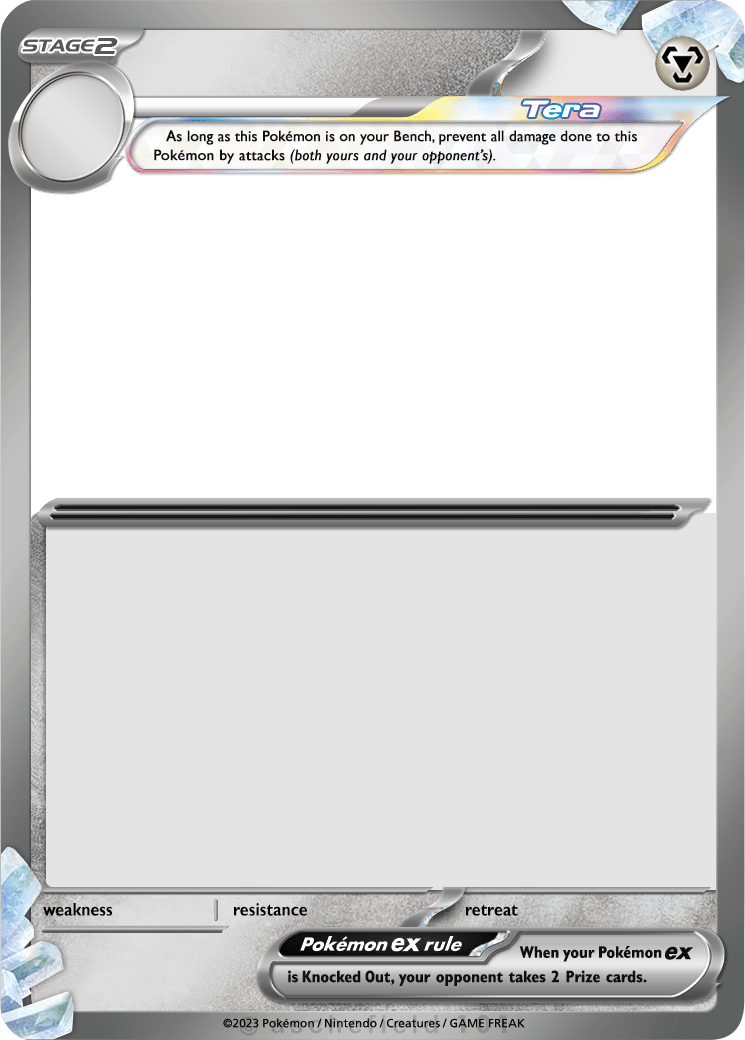 STAGE2
Tera
As long as this Pokémon is on your Bench, prevent all damage done to this
Pokémon by attacks (both yours and your opponent's).
weakness
resistance
retreat
Pokémon ex rule
When your Pokémon ex
is Knocked Out, your opponent takes 2 Prize cards.
©2023 Pokémon / Nintendo / Creatures / GAME FREAK